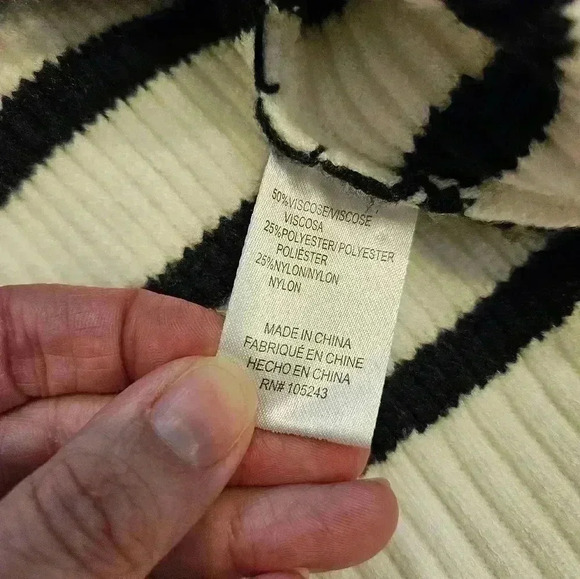 50%VISCOSE/VISCOSE
VISCOSA
25%POLYESTER/POLYESTER
POLIÉSTER
25%NYLON/NYLON
NYLON
MADE IN CHINA
FABRIQUÉ EN CHINE
HECHO EN CHINA
RN# 105243